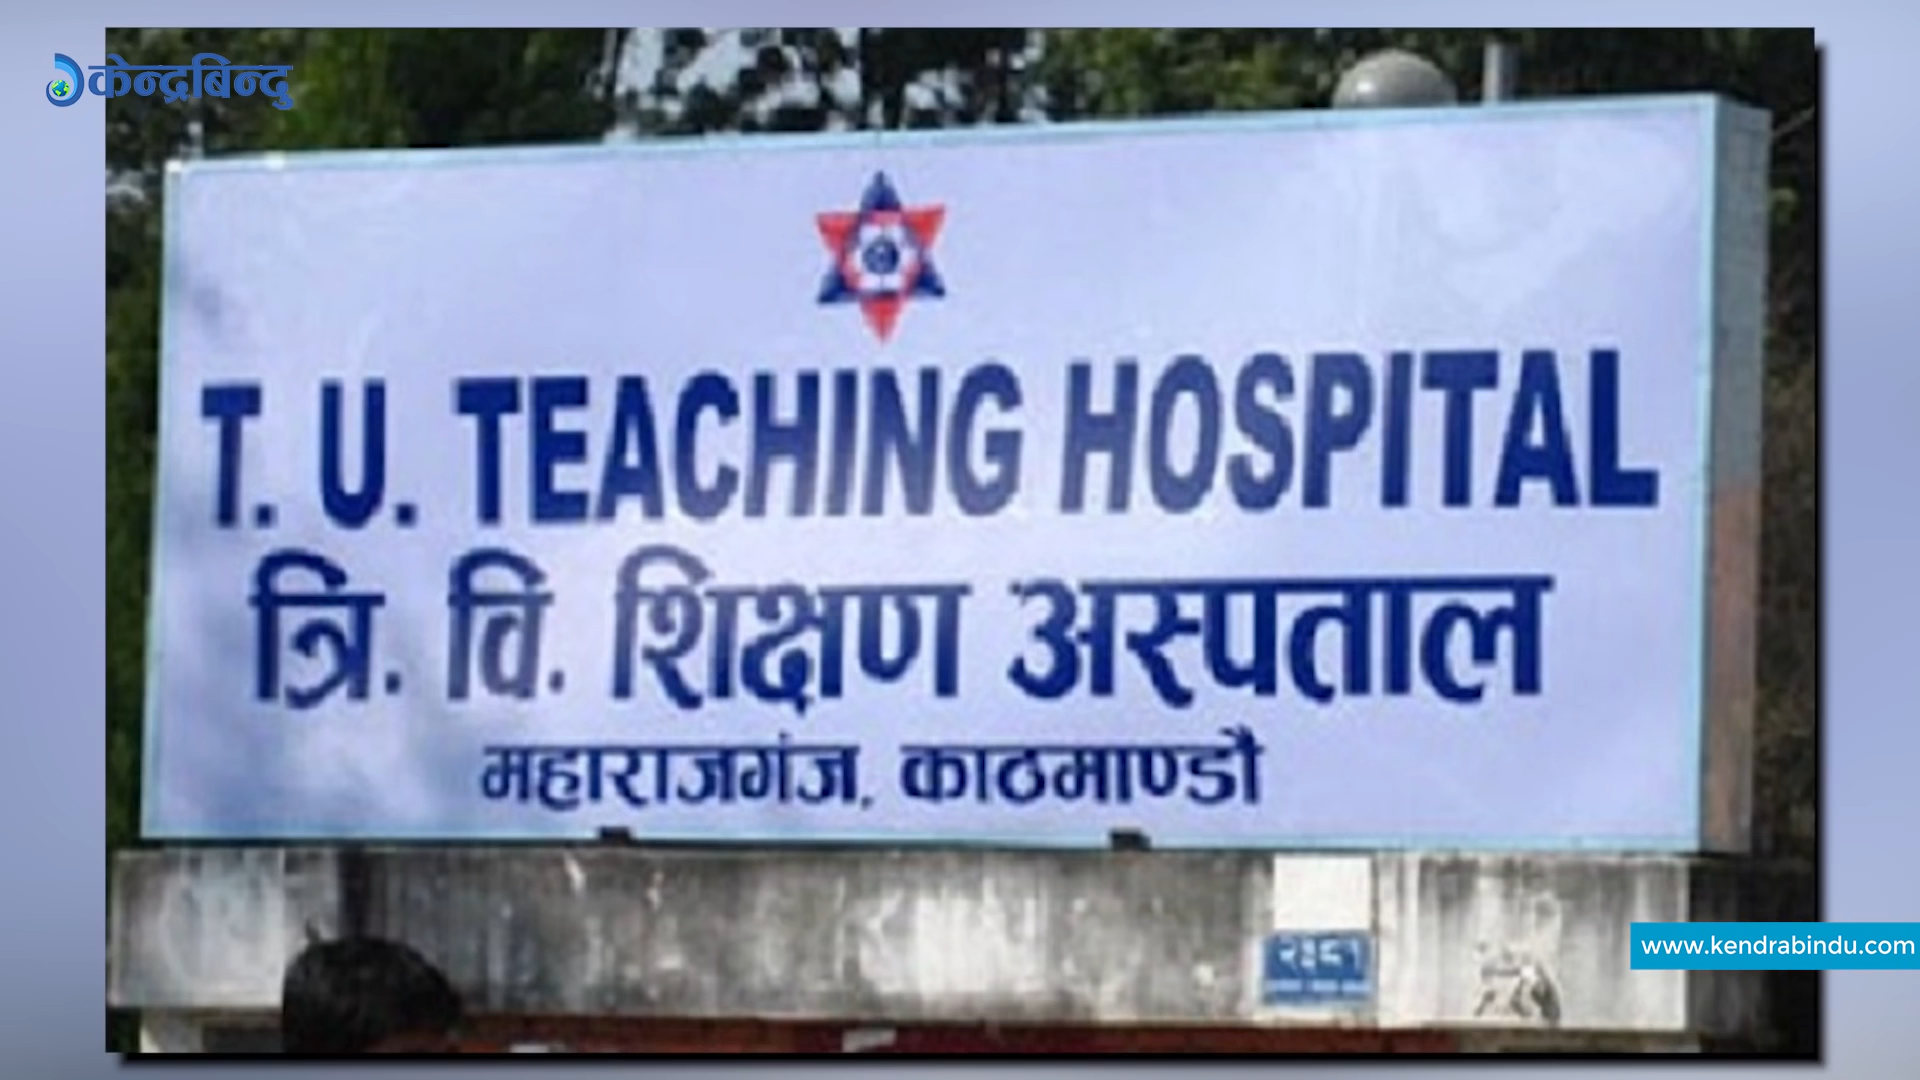 केन्द्रबिन्दु
T. U. TEACHING HOSPITAL
त्रि. वि. शिक्षण अस्पताल
महाराजगंज, काठमाण्डौ
www.kendrabindu.com